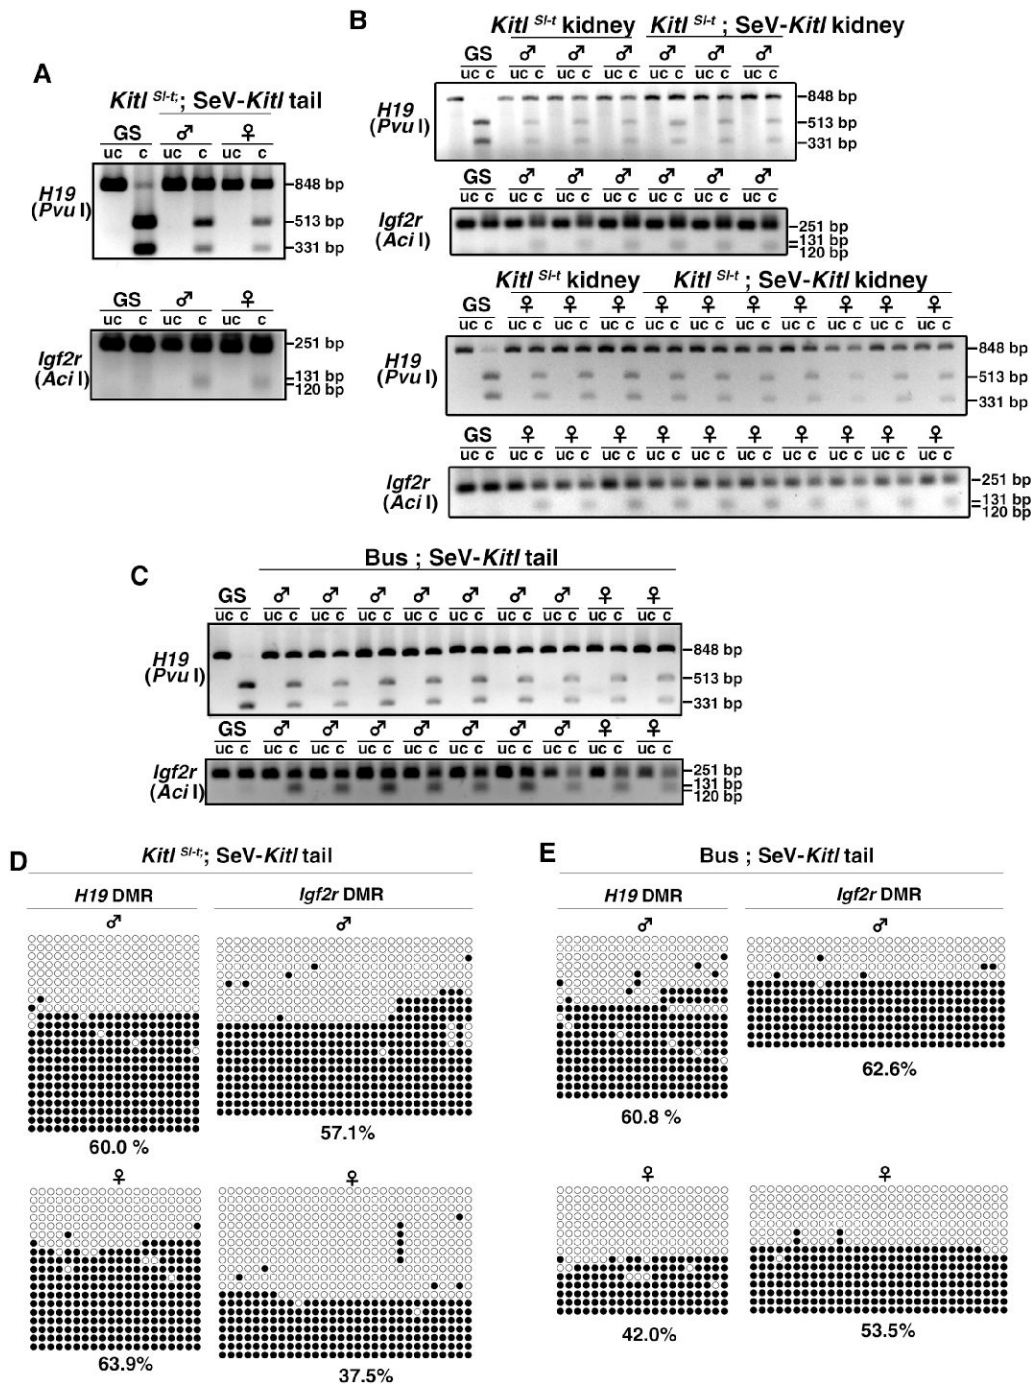 A
Kitl Sl-t;; SeV-Kitl tail
GS ♂ ♀
uc c uc c uc c
H19
(Pvu I)
848 bp
513 bp
331 bp
GS ♂ ♀
uc c uc c uc c
Igf2r
(Aci I)
251 bp
131 bp
120 bp
B
Kitl Sl-t kidney Kitl Sl-t ; SeV-Kitl kidney
GS ♂ ♂ ♂ ♂ ♂ ♂
uc c uc c uc c uc c uc c uc c uc c
H19
(Pvu I)
848 bp
513 bp
331 bp
GS ♂ ♂ ♂ ♂ ♂ ♂
uc c uc c uc c uc c uc c uc c uc c
Igf2r
(Aci I)
251 bp
131 bp
120 bp
Kitl Sl-t kidney Kitl Sl-t ; SeV-Kitl kidney
GS ♀ ♀ ♀ ♀ ♀ ♀ ♀ ♀ ♀ ♀
uc c uc c uc c uc c uc c uc c uc c uc c uc c uc c uc c
H19
(Pvu I)
848 bp
513 bp
331 bp
GS ♀ ♀ ♀ ♀ ♀ ♀ ♀ ♀ ♀ ♀
uc c uc c uc c uc c uc c uc c uc c uc c uc c uc c uc c
Igf2r
(Aci I)
251 bp
131 bp
120 bp
C
Bus ; SeV-Kitl tail
GS ♂ ♂ ♂ ♂ ♂ ♂ ♂ ♀ ♀
uc c uc c uc c uc c uc c uc c uc c uc c uc c uc c
H19
(Pvu I)
848 bp
513 bp
331 bp
GS ♂ ♂ ♂ ♂ ♂ ♂ ♂ ♀ ♀
uc c uc c uc c uc c uc c uc c uc c uc c uc c uc c
Igf2r
(Aci I)
251 bp
131 bp
120 bp
D
Kitl Sl-t;; SeV-Kitl tail
H19 DMR Igf2r DMR
♂ ♂
60.0 % 57.1%
♀ ♀
63.9% 37.5%
E
Bus ; SeV-Kitl tail
H19 DMR Igf2r DMR
♂ ♂
60.8 % 62.6%
♀ ♀
42.0% 53.5%